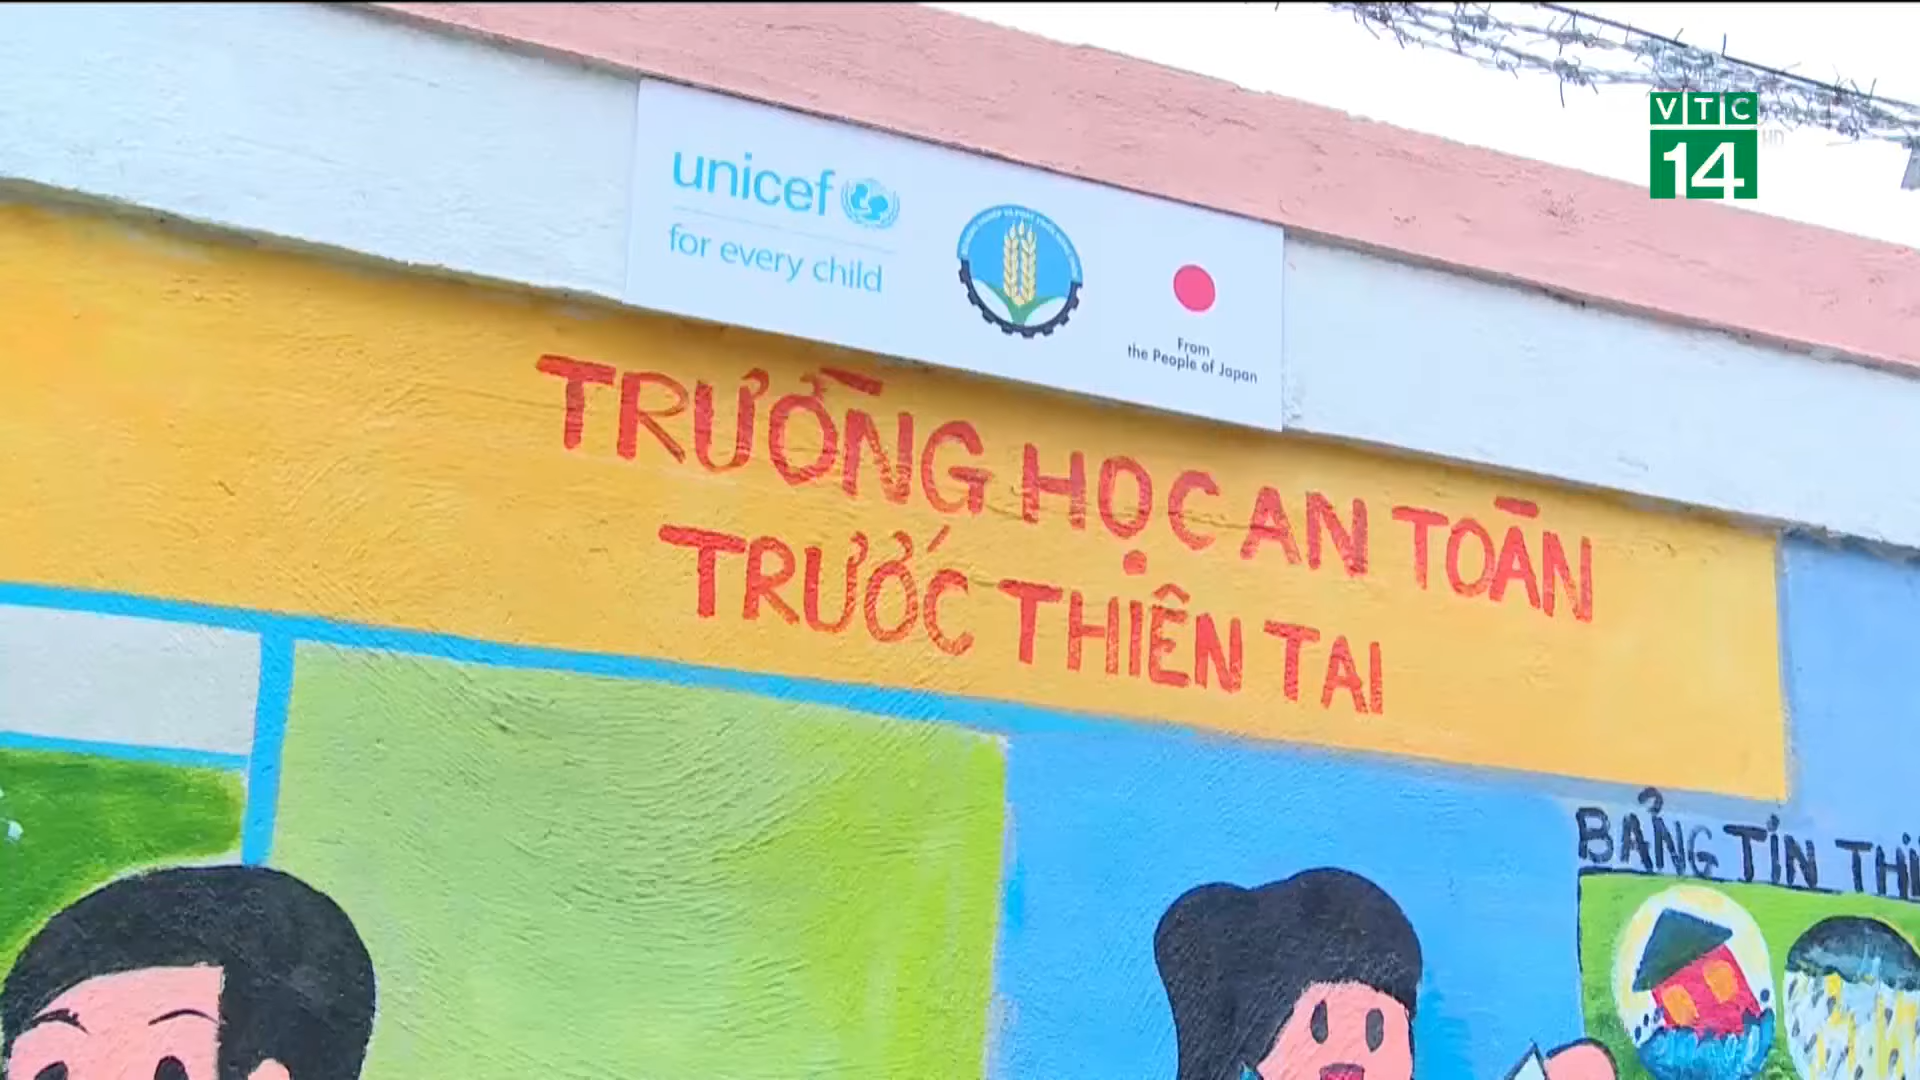 VTC
14
HD
unicef
for every child
From
the People of Japan
TRƯỜNG HỌC AN TOÀN
TRƯỚC THIÊN TAI
BẢNG TIN